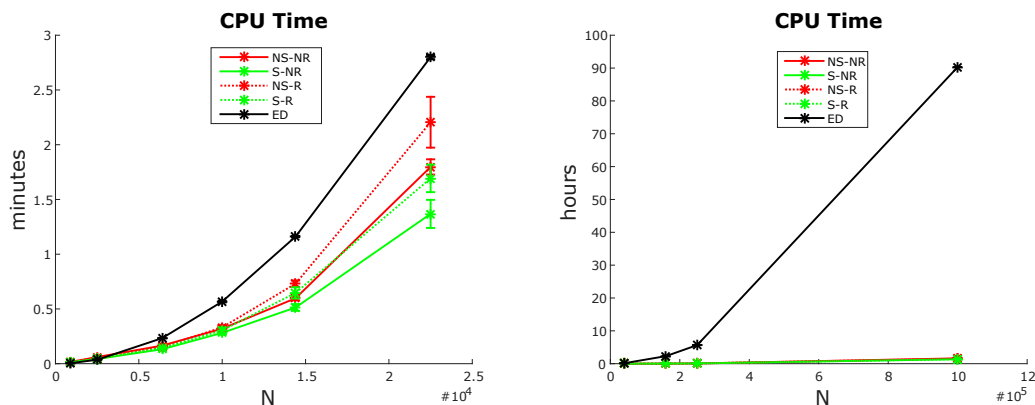 CPU Time
3
2.5
2
1.5
1
0.5
0
minutes
NS-NR
S-NR
NS-R
S-R
ED
0 0.5 1 1.5 2 2.5
N
#10^4
CPU Time
100
90
80
70
60
50
40
30
20
10
0
hours
NS-NR
S-NR
NS-R
S-R
ED
0 2 4 6 8 10 12
N
#10^5